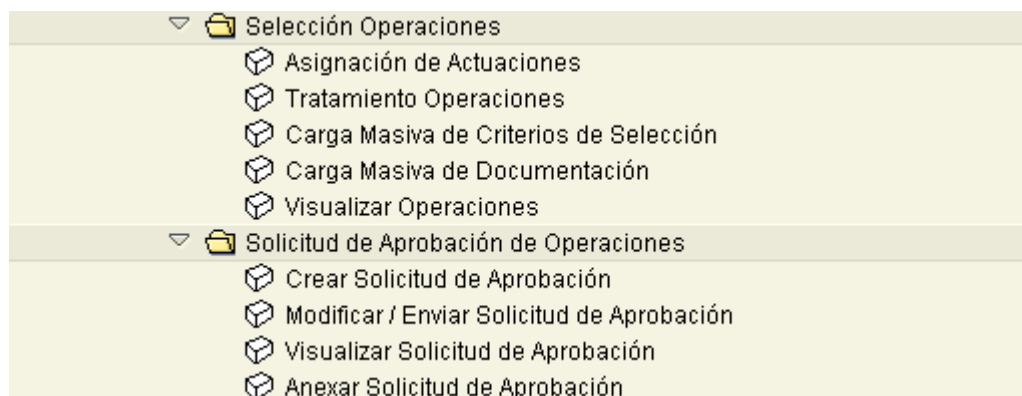 Selección Operaciones
Asignación de Actuaciones
Tratamiento Operaciones
Carga Masiva de Criterios de Selección
Carga Masiva de Documentación
Visualizar Operaciones
Solicitud de Aprobación de Operaciones
Crear Solicitud de Aprobación
Modificar / Enviar Solicitud de Aprobación
Visualizar Solicitud de Aprobación
Anexar Solicitud de Aprobación